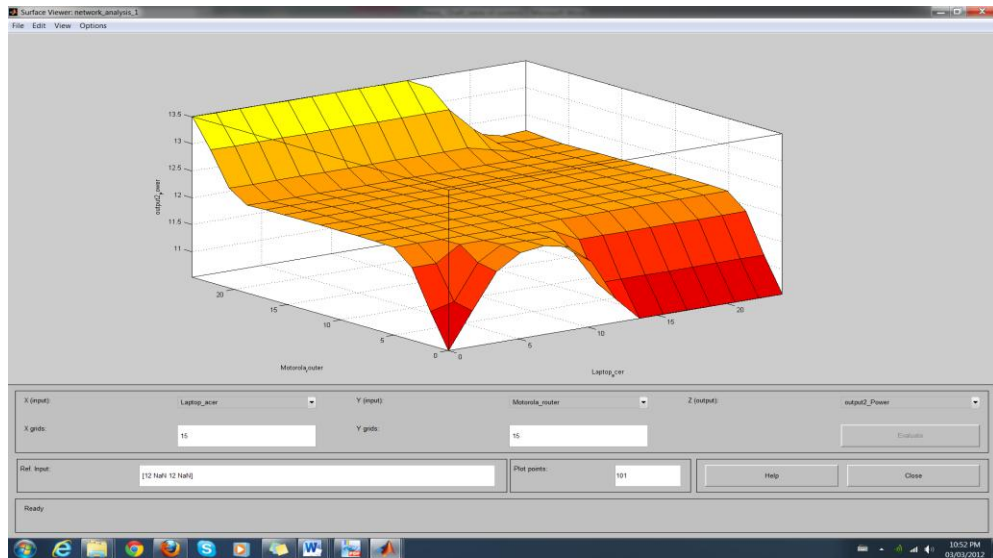 Surface Viewer: network_analysis_1
File Edit View Options
13.5
13
12.5
12
11.5
11
output2_Power
20
15
10
5
0
0
5
10
15
20
Motorola_router
Laptop_acer
X (input):
Laptop_acer
Y (input):
Motorola_router
Z (output):
output2_Power
X grids:
15
Y grids:
15
Evaluate
Ref. Input:
[12 NaN 12 NaN]
Plot points:
101
Help
Close
Ready
10:52 PM
03/03/2012